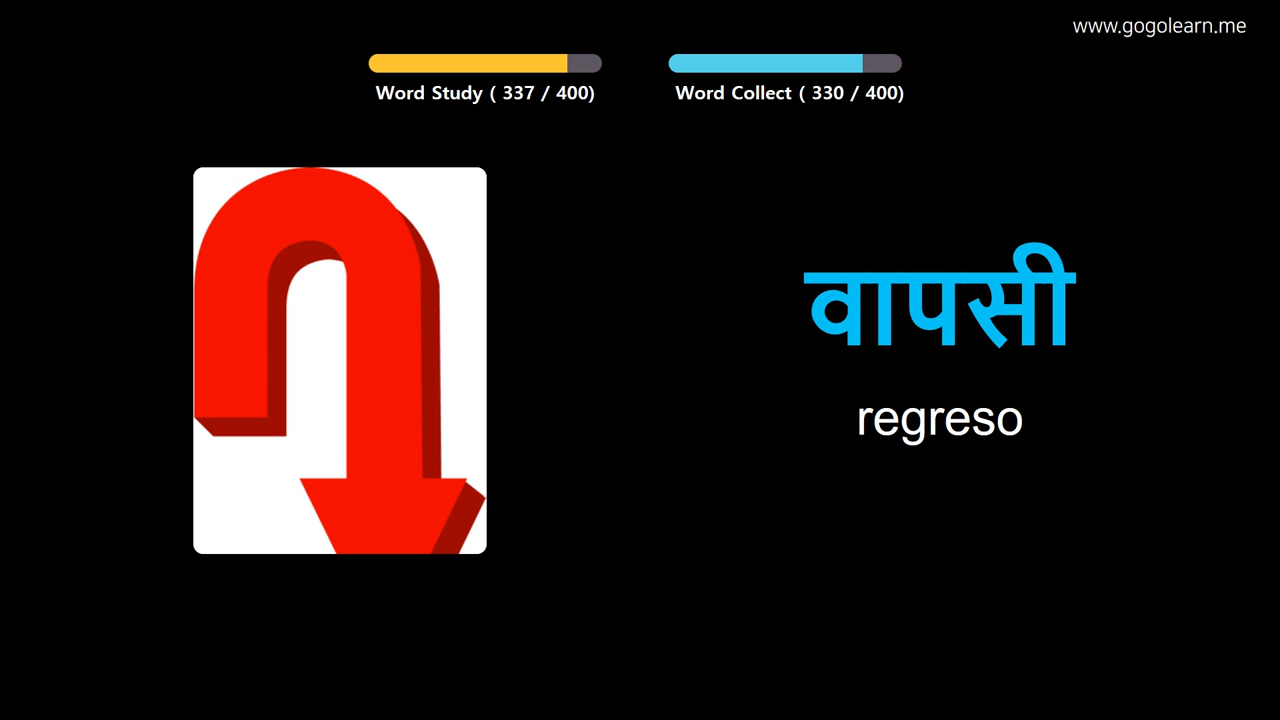 www.gogolearn.me
Word Study ( 337 / 400)
Word Collect ( 330 / 400)
वापसी
regreso